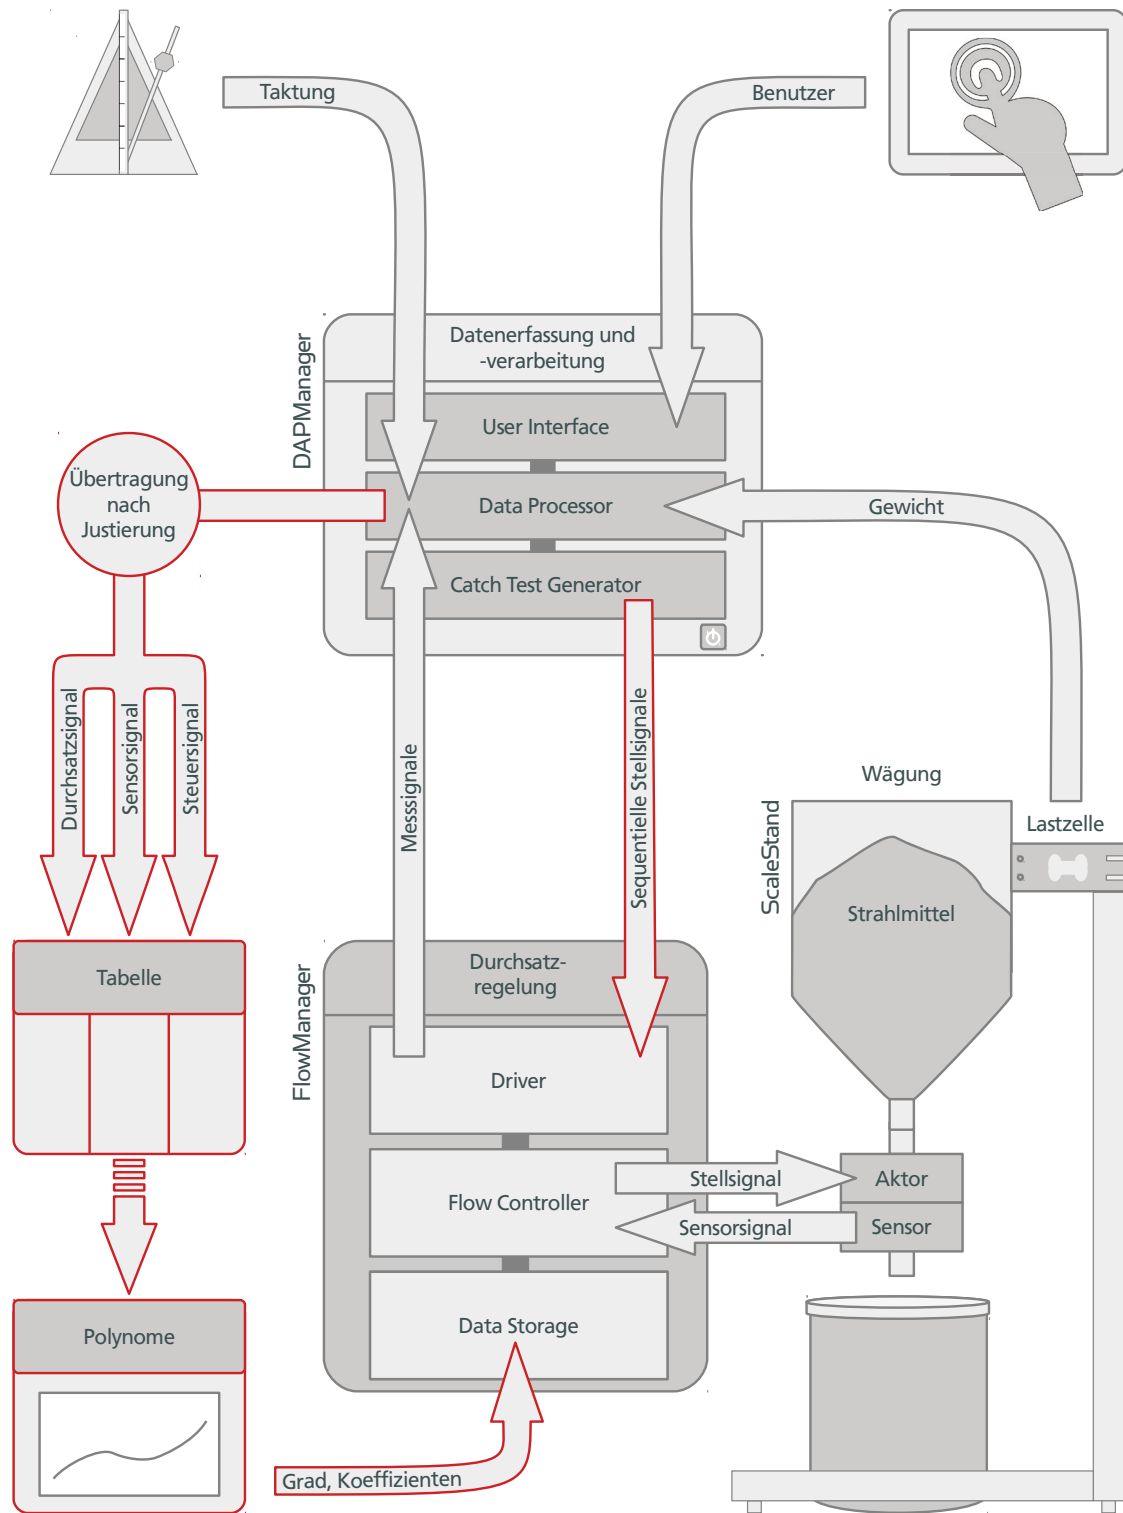 Taktung
Benutzer
DAPManager
Datenerfassung und
-verarbeitung
User Interface
Data Processor
Catch Test Generator
Übertragung
nach
Justierung
Gewicht
Durchsatzsignal
Sensorsignal
Steuersignal
Messsignale
Sequentielle Stellsignale
Wägung
ScaleStand
Lastzelle
Strahlmittel
Tabelle
FlowManager
Durchsatz-
regelung
Driver
Flow Controller
Stellsignal
Aktor
Sensorsignal
Sensor
Data Storage
Polynome
Grad, Koeffizienten